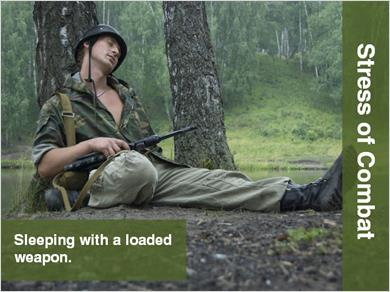 Stress of Combat
Sleeping with a loaded
weapon.